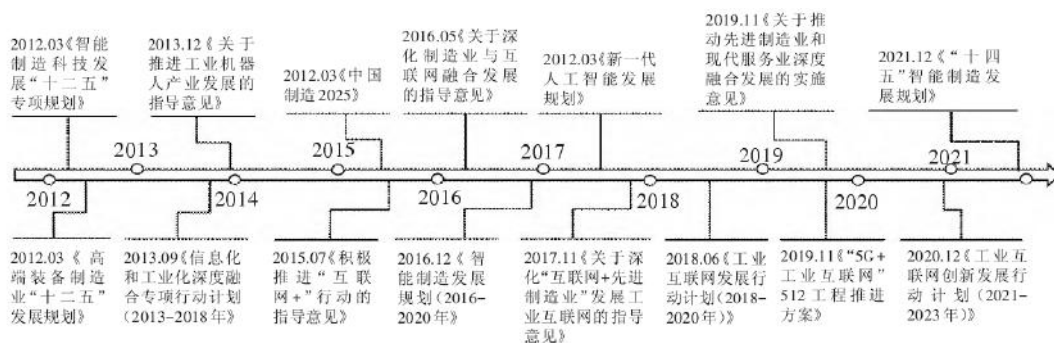 2012.03《智能
制造科技发
展“十二五”
专项规划》
2013.12《关于
推进工业机器
人产业发展的
指导意见》
2012.03《中国
制造2025》
2016.05《关于深
化制造业与互
联网融合发展
的指导意见》
2012.03《新一代
人工智能发展
规划》
2019.11《关于推
动先进制造业和
现代服务业深度
融合发展的实施
意见》
2021.12《“十四
五”智能制造发
展规划》
2013
2015
2017
2019
2021
2012
2014
2016
2018
2020
2012.03《高
端装备制造
业“十二五”
发展规划》
2013.09《信息化
和工业化深度融
合专项行动计划
(2013-2018年》
2015.07《积极
推进“互联
网+”行动的
指导意见》
2016.12《智
能制造发展
规划(2016-
2020年》
2017.11《关于深
化“互联网+先进
制造业”发展工
业互联网的指导
意见》
2018.06《工业
互联网发展行
动计划(2018-
2020年)》
2019.11《“5G+
工业互联网”
512工程推进
方案》
2020.12《工业互
联网创新发展行
动计划(2021-
2023年)》